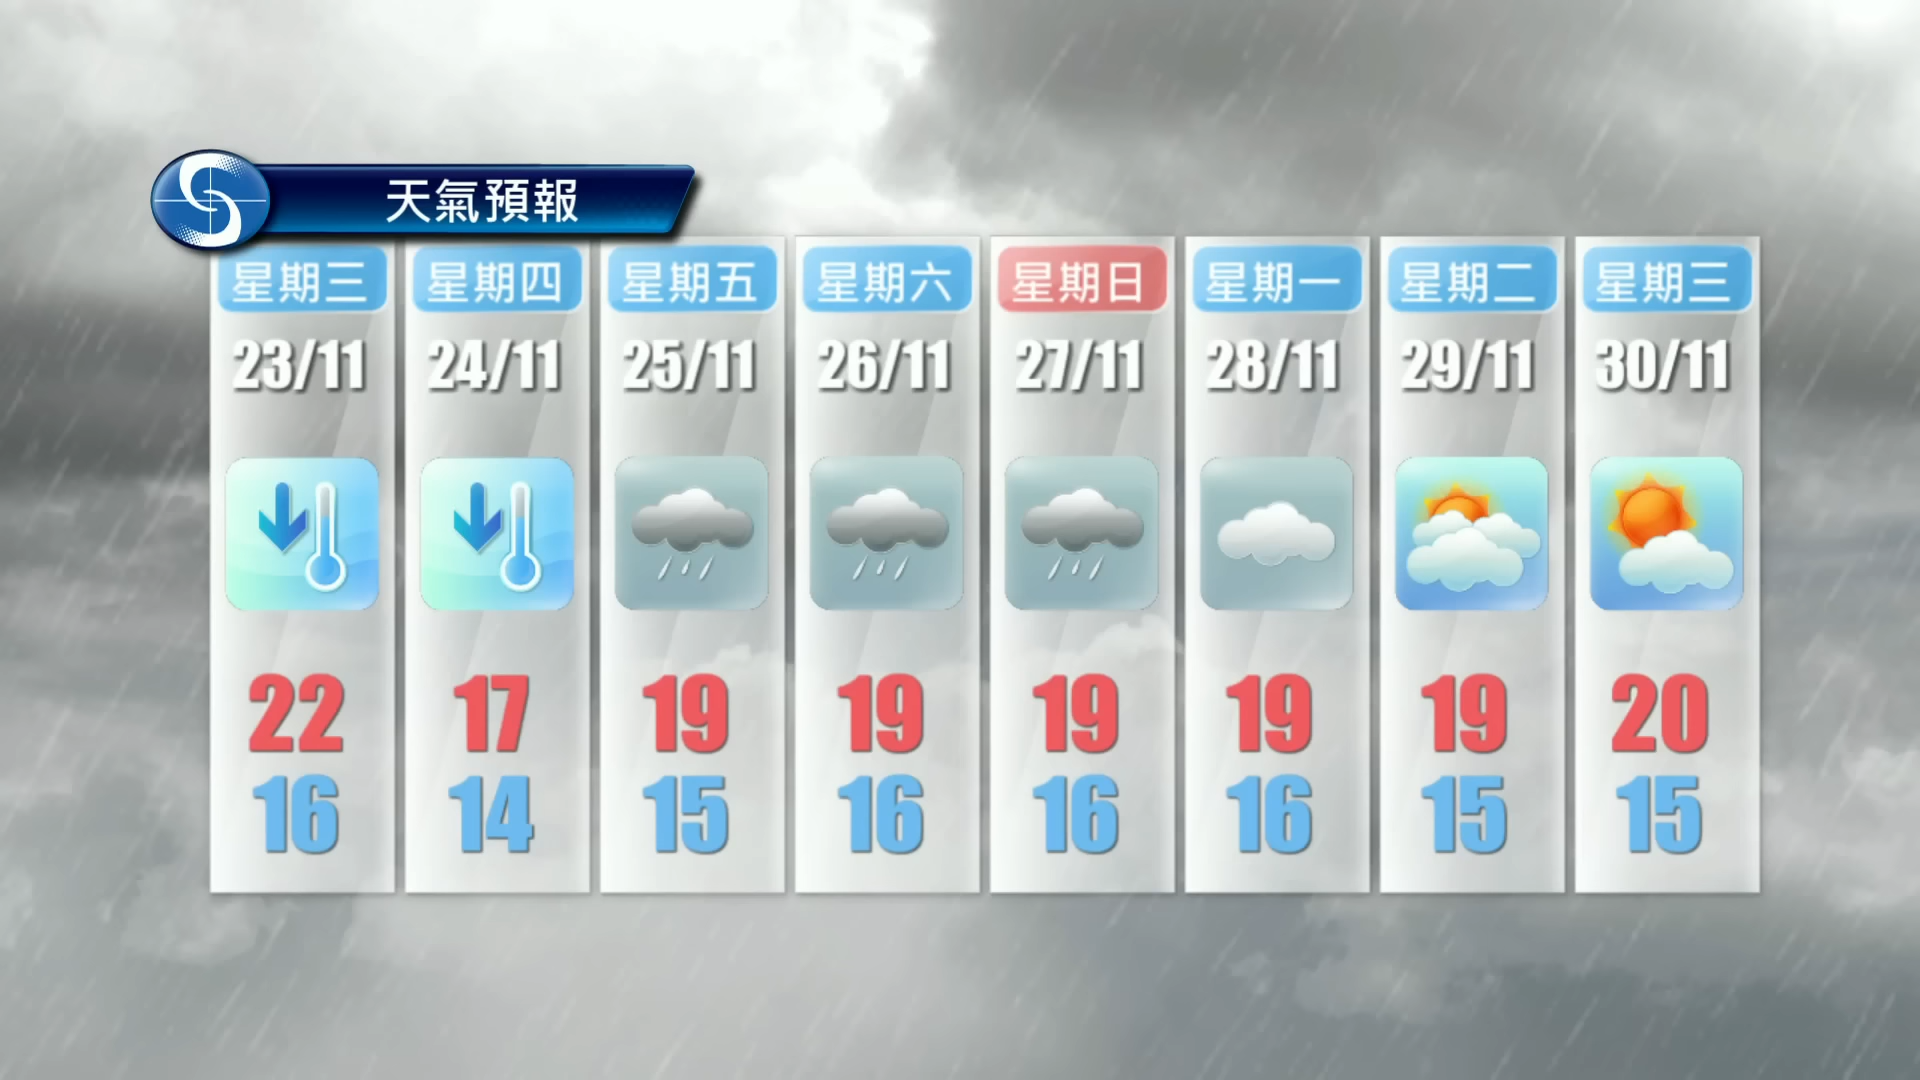 天氣預報
星期三 星期四 星期五 星期六 星期日 星期一 星期二 星期三
23/11 24/11 25/11 26/11 27/11 28/11 29/11 30/11
22 17 19 19 19 19 19 20
16 14 15 16 16 16 15 15